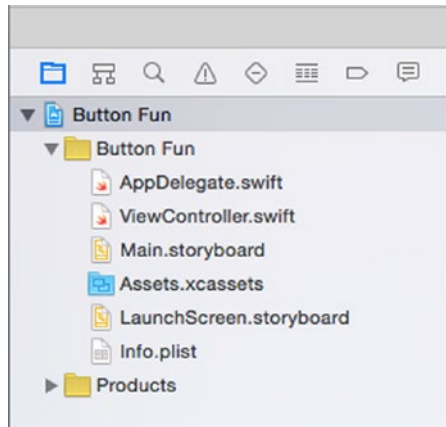 Button Fun
Button Fun
AppDelegate.swift
ViewController.swift
Main.storyboard
Assets.xcassets
LaunchScreen.storyboard
Info.plist
Products